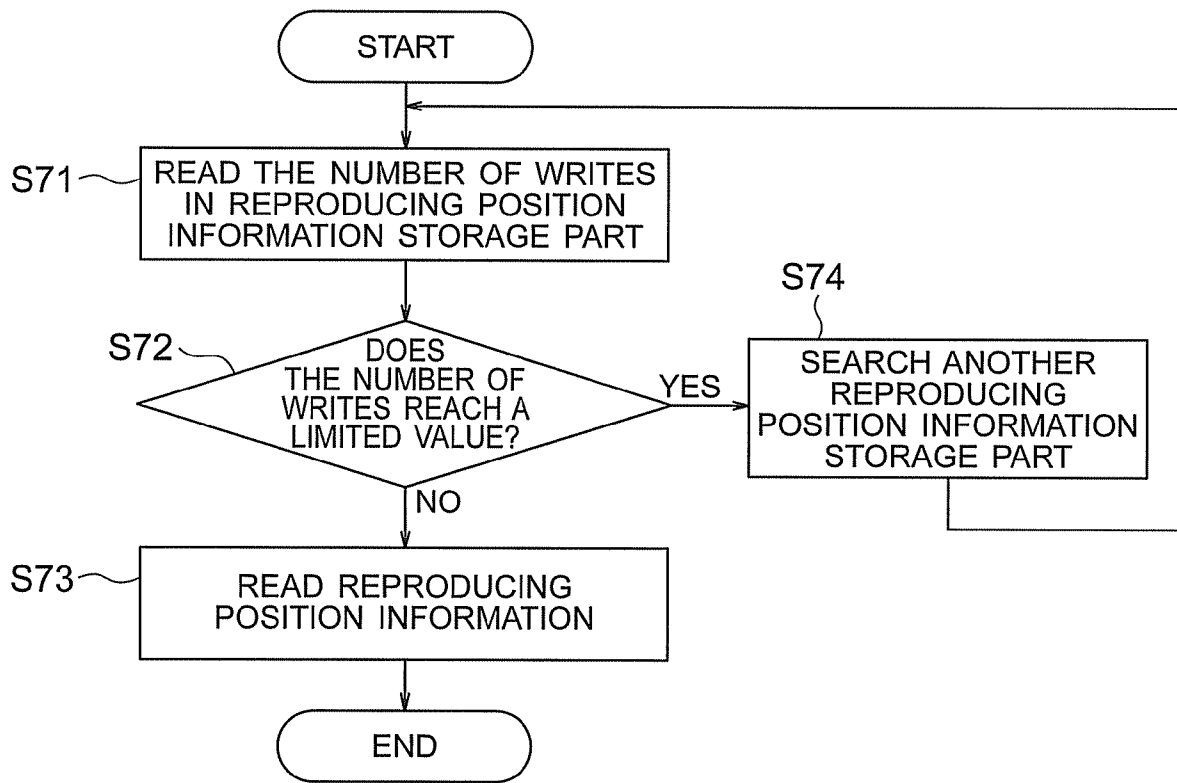 START
S71
READ THE NUMBER OF WRITES
IN REPRODUCING POSITION
INFORMATION STORAGE PART
S72
DOES
THE NUMBER OF
WRITES REACH A
LIMITED VALUE?
YES
S74
SEARCH ANOTHER
REPRODUCING
POSITION INFORMATION
STORAGE PART
NO
S73
READ REPRODUCING
POSITION INFORMATION
END